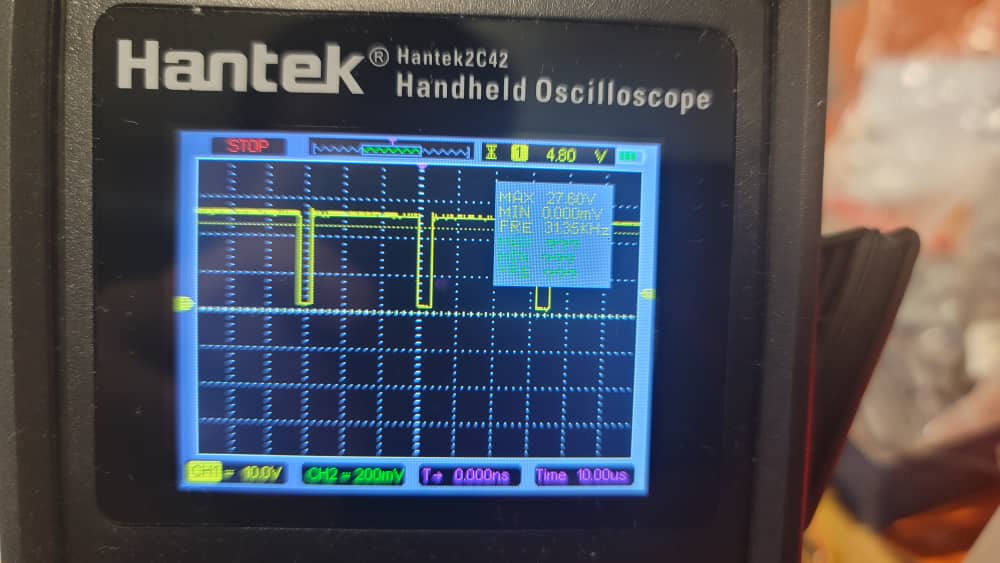 Hantek® Hantek2C42
Handheld Oscilloscope
STOP 1 4.80 V
MAX 27.60V
MIN 0.000mV
FRE 31.35KHz
CH1 = 10.0V CH2 = 200mV T→ 0.000ns Time 10.00us